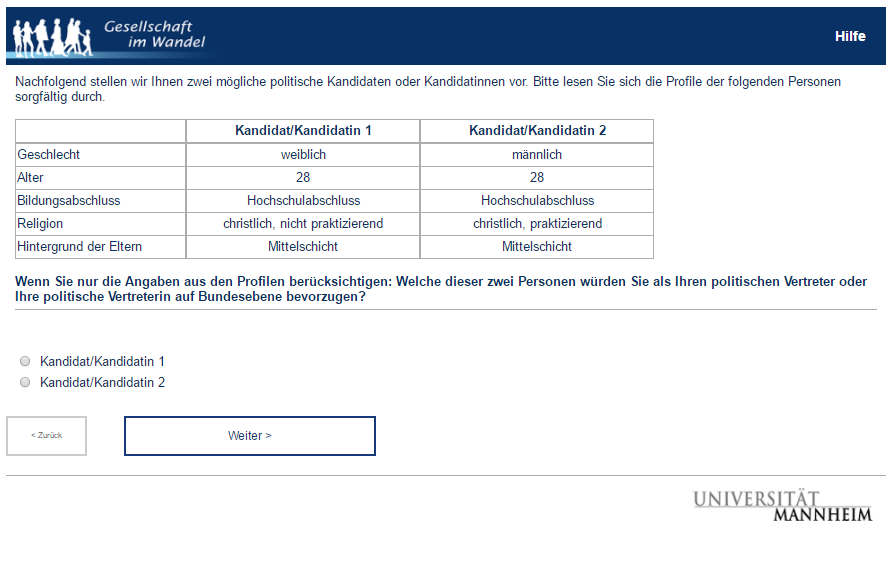 Gesellschaft
im Wandel
Hilfe
Nachfolgend stellen wir Ihnen zwei mögliche politische Kandidaten oder Kandidatinnen vor. Bitte lesen Sie sich die Profile der folgenden Personen
sorgfältig durch.
Kandidat/Kandidatin 1 Kandidat/Kandidatin 2
Geschlecht weiblich männlich
Alter 28 28
Bildungsabschluss Hochschulabschluss Hochschulabschluss
Religion christlich, nicht praktizierend christlich, praktizierend
Hintergrund der Eltern Mittelschicht Mittelschicht
Wenn Sie nur die Angaben aus den Profilen berücksichtigen: Welche dieser zwei Personen würden Sie als Ihren politischen Vertreter oder
Ihre politische Vertreterin auf Bundesebene bevorzugen?
Kandidat/Kandidatin 1
Kandidat/Kandidatin 2
< Zurück Weiter >
UNIVERSITÄT
MANNHEIM